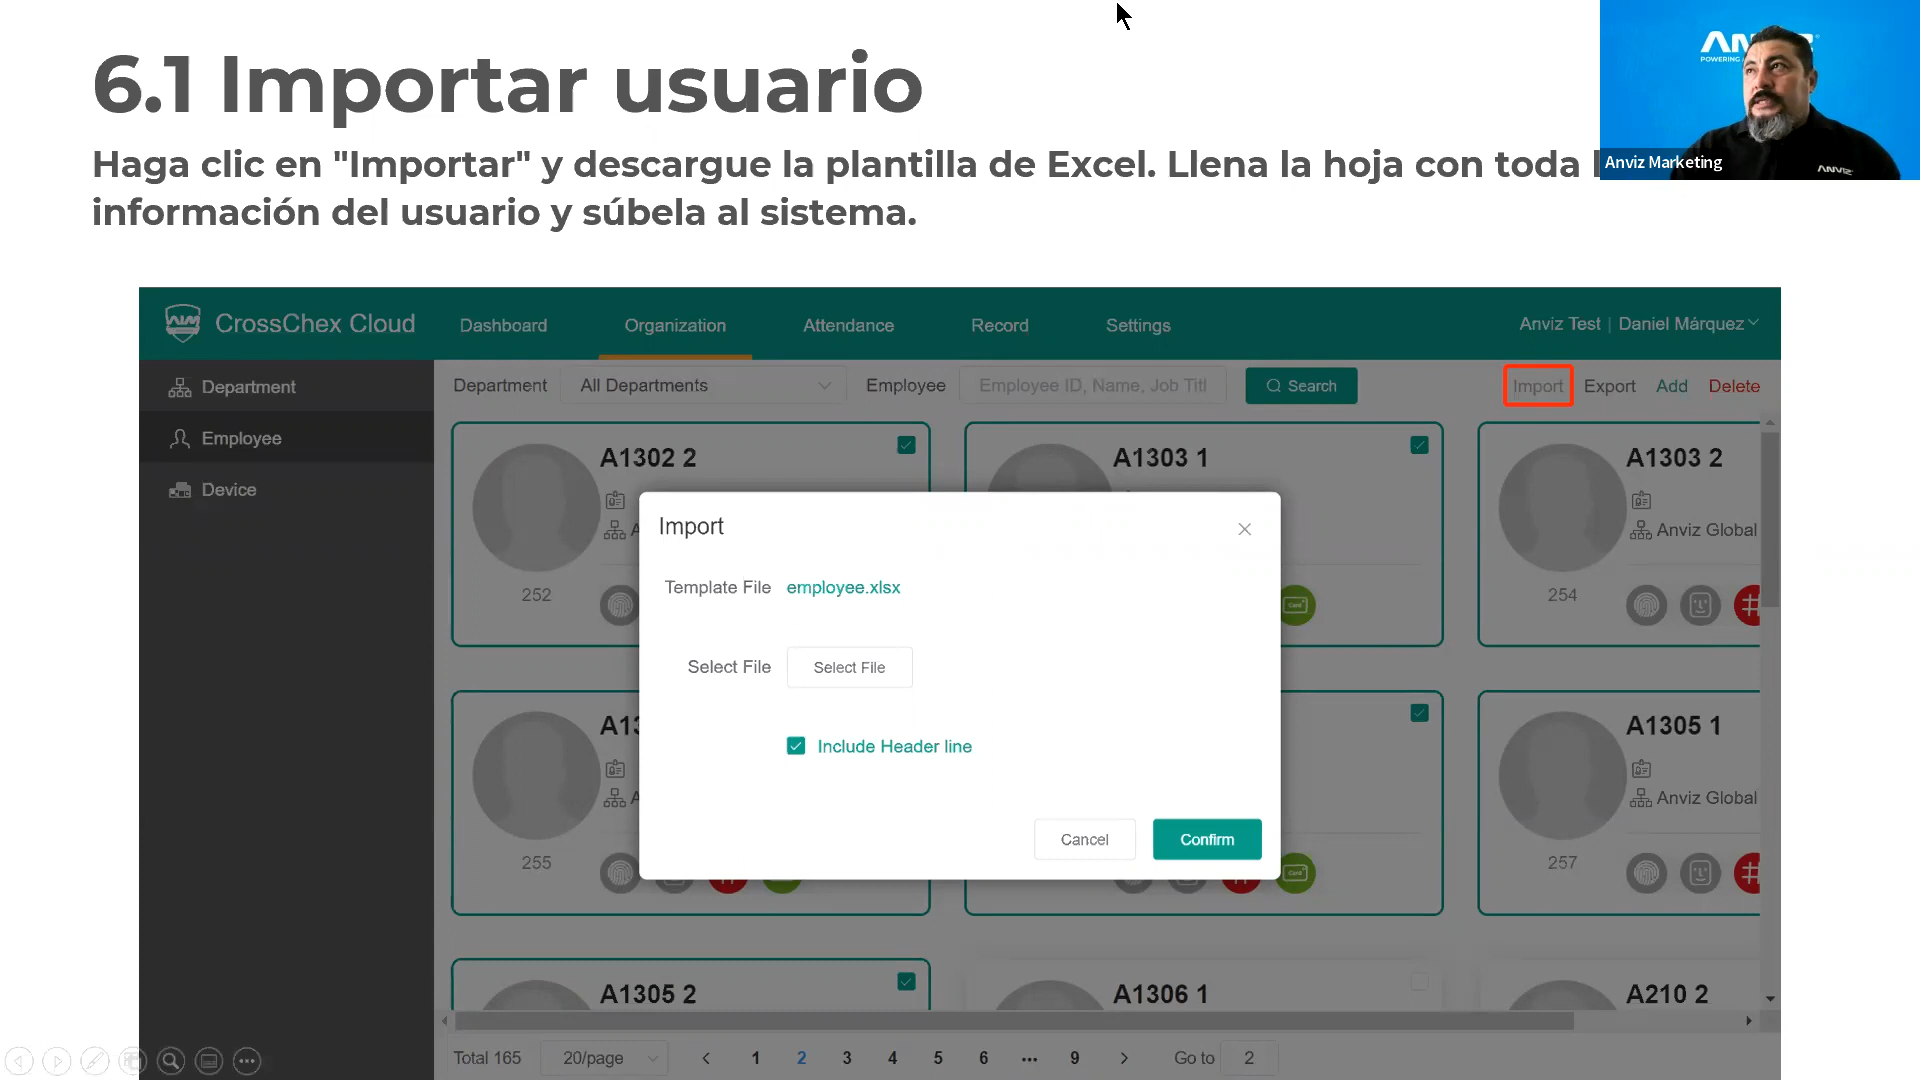 6.1 Importar usuario
Haga clic en "Importar" y descargue la plantilla de Excel. Llena la hoja con toda
información del usuario y súbela al sistema.
ANVIZ
POWERING
Anviz Marketing
ANVIZ
CrossChex Cloud
Dashboard
Organization
Attendance
Record
Settings
Anviz Test | Daniel Márquez
Department
Employee
Device
Department
All Departments
Employee
Employee ID, Name, Job Titl
Search
Import
Export
Add
Delete
A1302 2
252
A1303 1
Card
A1303 2
Anviz Global
254
Import
Template File employee.xlsx
Select File
Select File
Include Header line
Cancel
Confirm
255
Card
A1305 1
Anviz Global
257
A1305 2
A1306 1
A210 2
Total 165
20/page
1 2 3 4 5 6 ••• 9
Go to 2